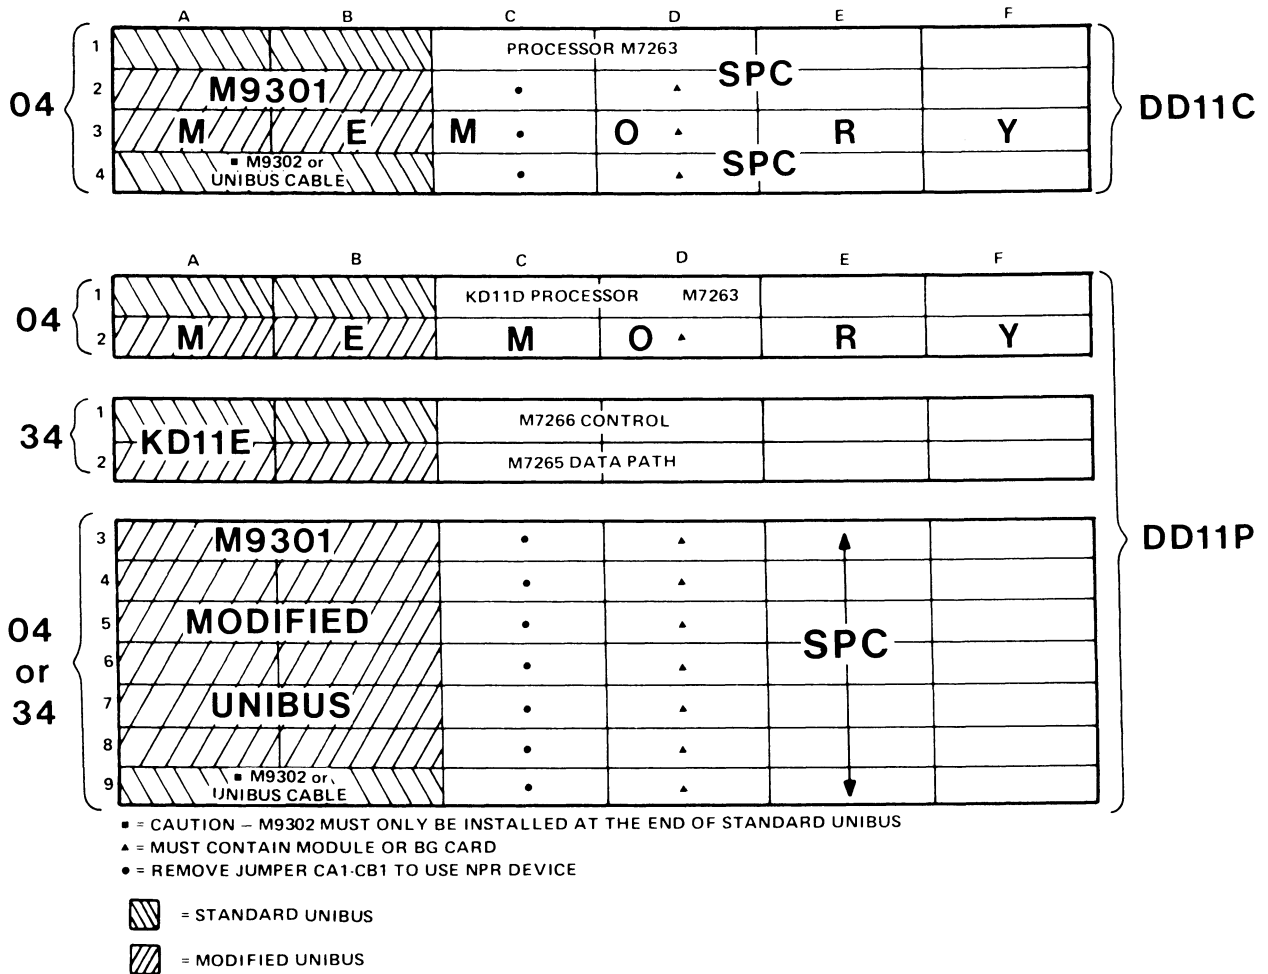 A B C D E F
1 PROCESSOR M7263
04 2 M9301 • ▲ SPC DD11C
3 M E M • O ▲ R Y
4 ■ M9302 or UNIBUS CABLE • ▲ SPC
A B C D E F
04 1 KD11D PROCESSOR M7263
2 M E M O ▲ R Y
34 1 KD11E M7266 CONTROL
2 M7265 DATA PATH
3 M9301 • ▲
4 • ▲
04 or 34 5 MODIFIED • ▲ SPC DD11P
6 • ▲
7 UNIBUS • ▲
8 • ▲
9 ■ M9302 or UNIBUS CABLE • ▲
■ = CAUTION – M9302 MUST ONLY BE INSTALLED AT THE END OF STANDARD UNIBUS
▲ = MUST CONTAIN MODULE OR BG CARD
• = REMOVE JUMPER CA1-CB1 TO USE NPR DEVICE
= STANDARD UNIBUS
= MODIFIED UNIBUS